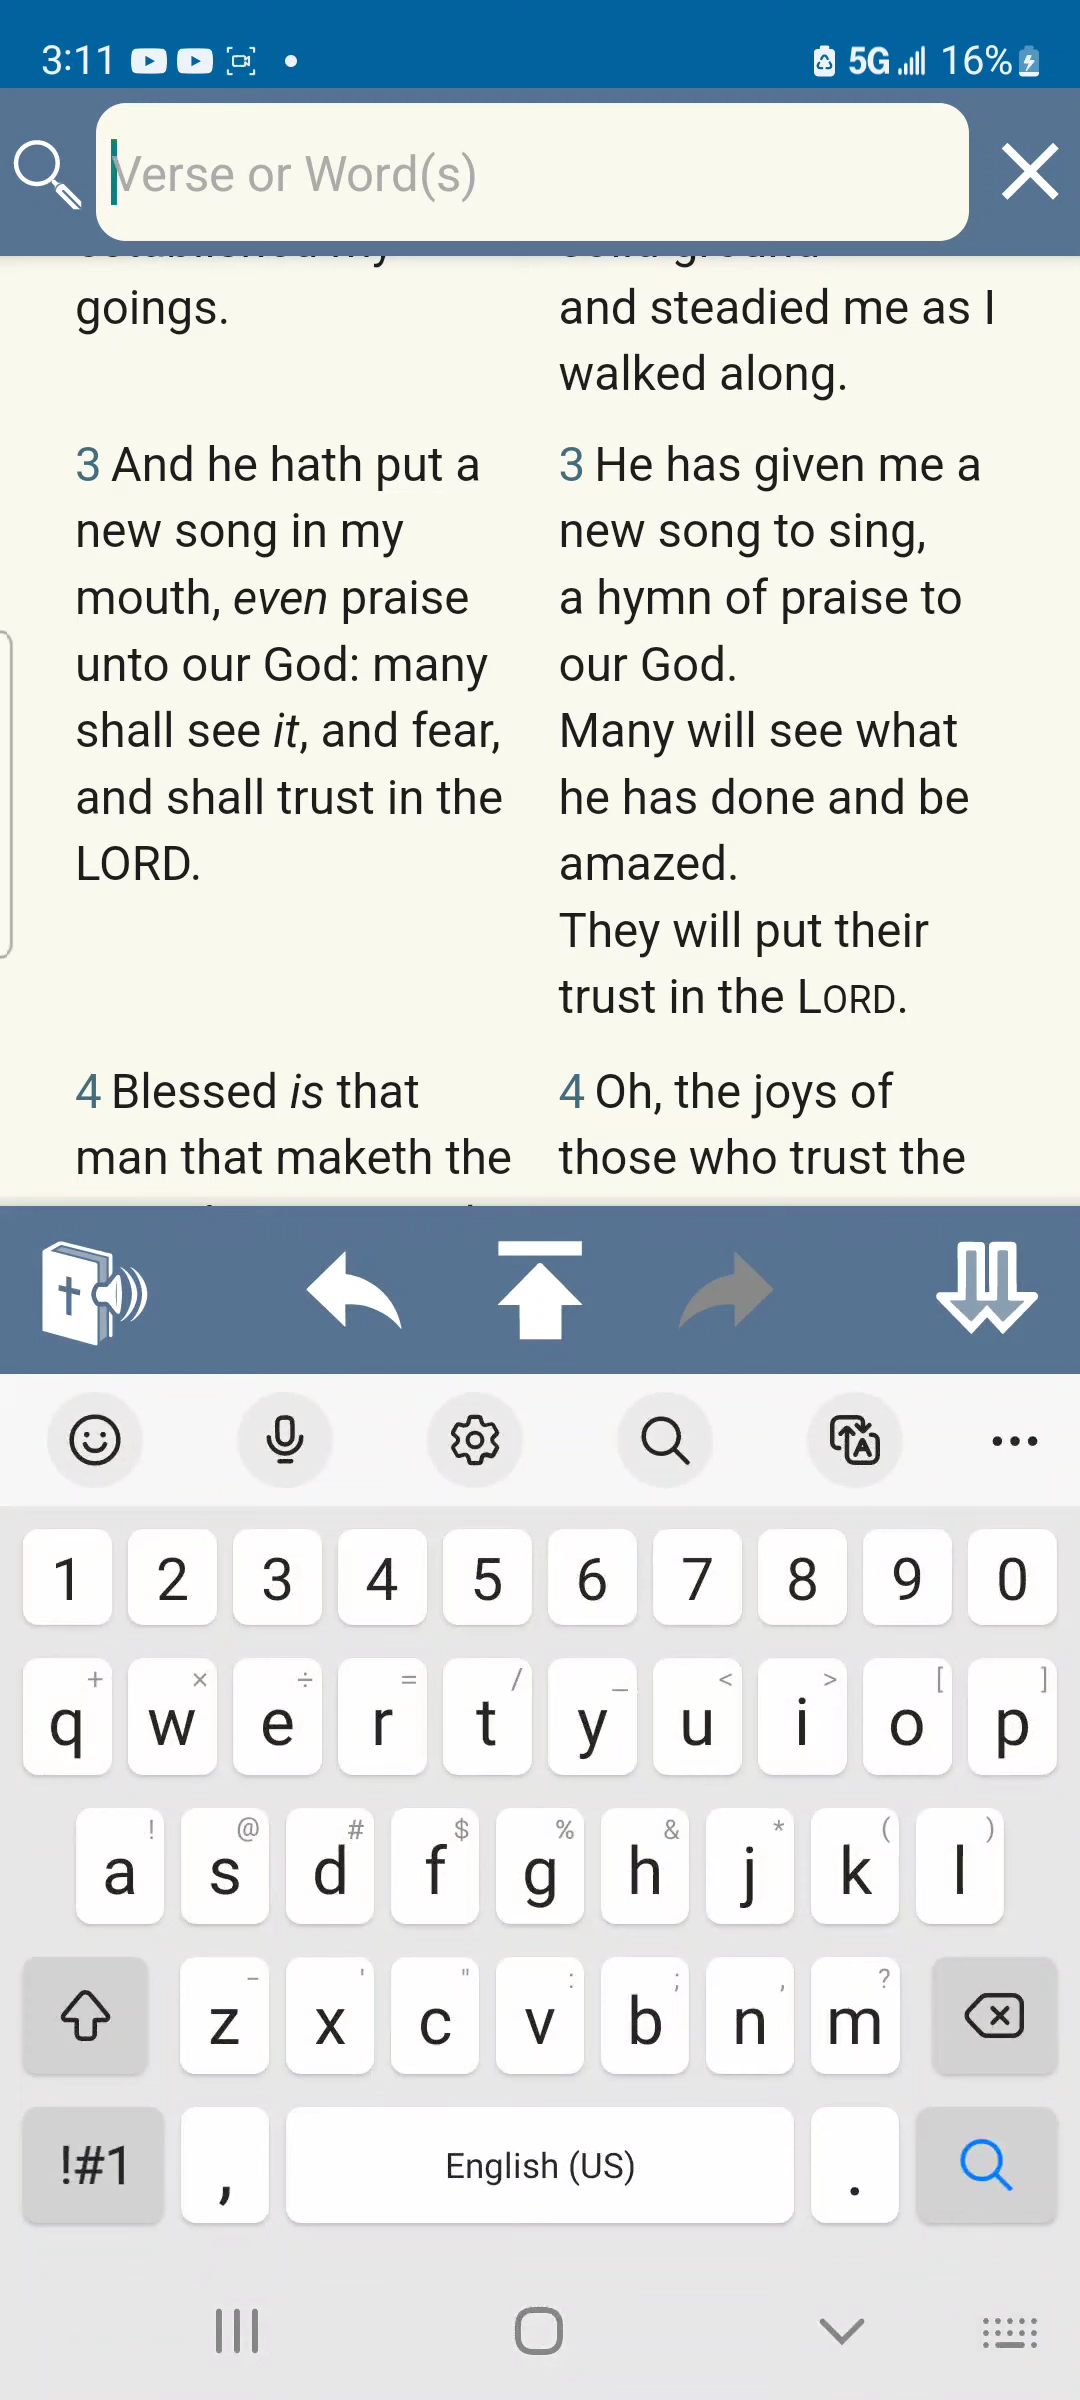 3:11
5G 16%
Verse or Word(s)
goings.
and steadied me as I
walked along.
3 And he hath put a
new song in my
mouth, even praise
unto our God: many
shall see it, and fear,
and shall trust in the
LORD.
3 He has given me a
new song to sing,
a hymn of praise to
our God.
Many will see what
he has done and be
amazed.
They will put their
trust in the LORD.
4 Blessed is that
man that maketh the
4 Oh, the joys of
those who trust the
1 2 3 4 5 6 7 8 9 0
+ × ÷ = / _ < > [ ]
q w e r t y u i o p
! @ # $ % & * ( )
a s d f g h j k l
- ' " : ; , ?
z x c v b n m
!#1 , English (US) .